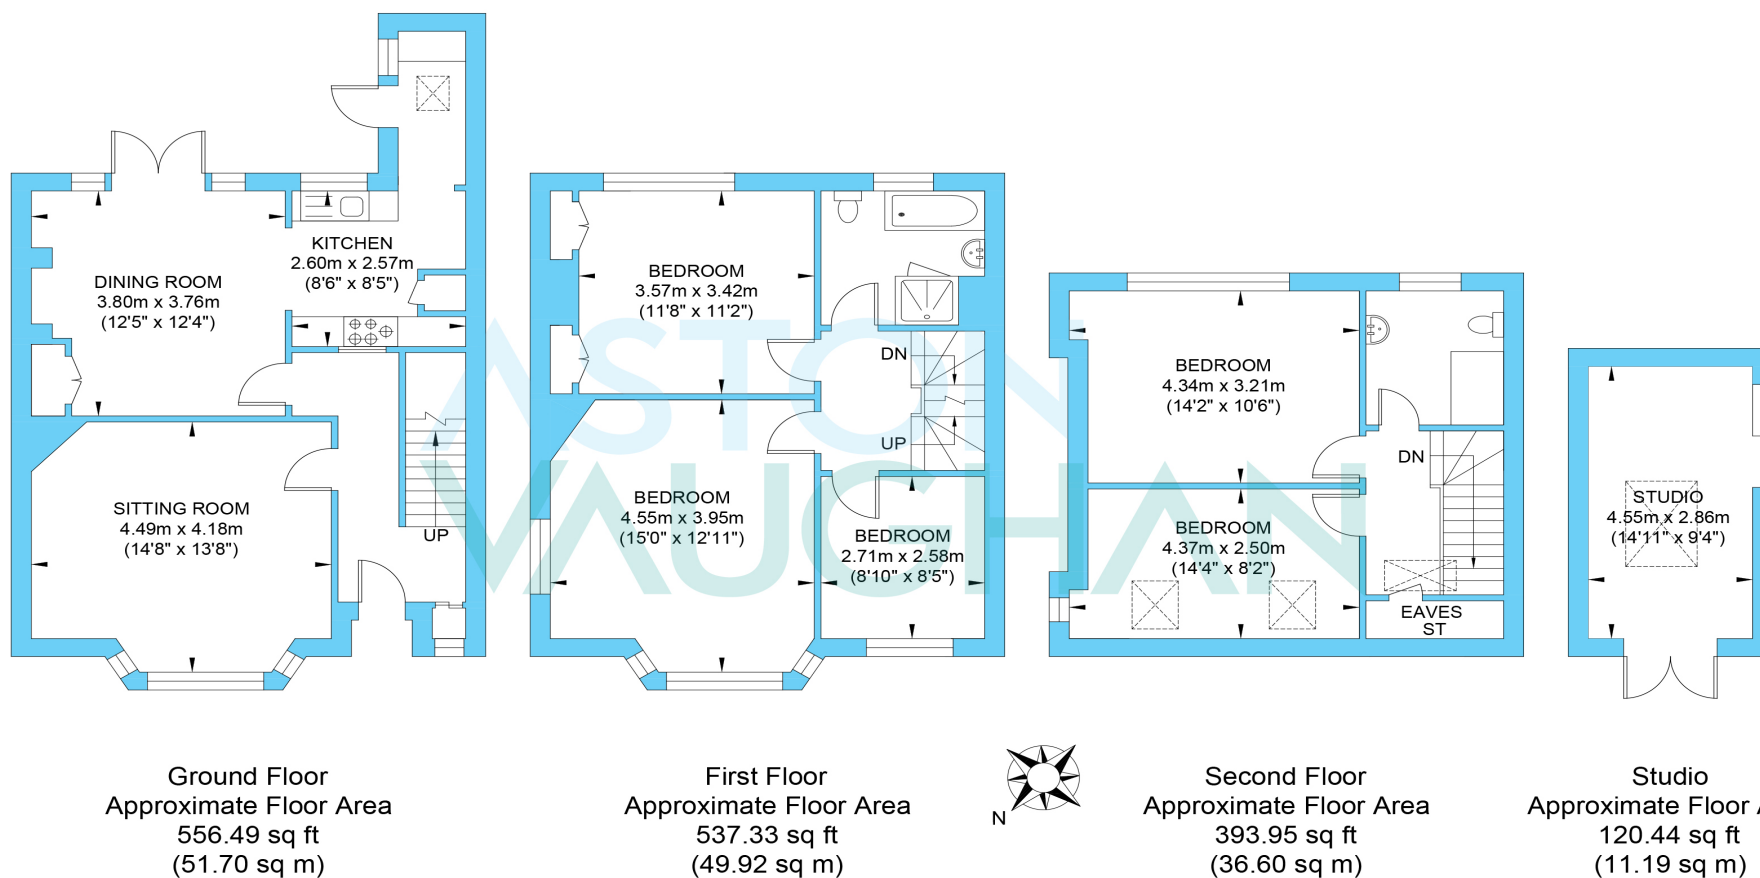 KITCHEN
2.60m x 2.57m
(8'6" x 8'5")
DINING ROOM
3.80m x 3.76m
(12'5" x 12'4")
SITTING ROOM
4.49m x 4.18m
(14'8" x 13'8")
UP
Ground Floor
Approximate Floor Area
556.49 sq ft
(51.70 sq m)
BEDROOM
3.57m x 3.42m
(11'8" x 11'2")
DN
UP
BEDROOM
4.55m x 3.95m
(15'0" x 12'11")
BEDROOM
2.71m x 2.58m
(8'10" x 8'5")
First Floor
Approximate Floor Area
537.33 sq ft
(49.92 sq m)
ASTON
VAUGHAN
N
BEDROOM
4.34m x 3.21m
(14'2" x 10'6")
DN
BEDROOM
4.37m x 2.50m
(14'4" x 8'2")
EAVES
ST
Second Floor
Approximate Floor Area
393.95 sq ft
(36.60 sq m)
STUDIO
4.55m x 2.86m
(14'11" x 9'4")
Studio
Approximate Floor A
120.44 sq ft
(11.19 sq m)